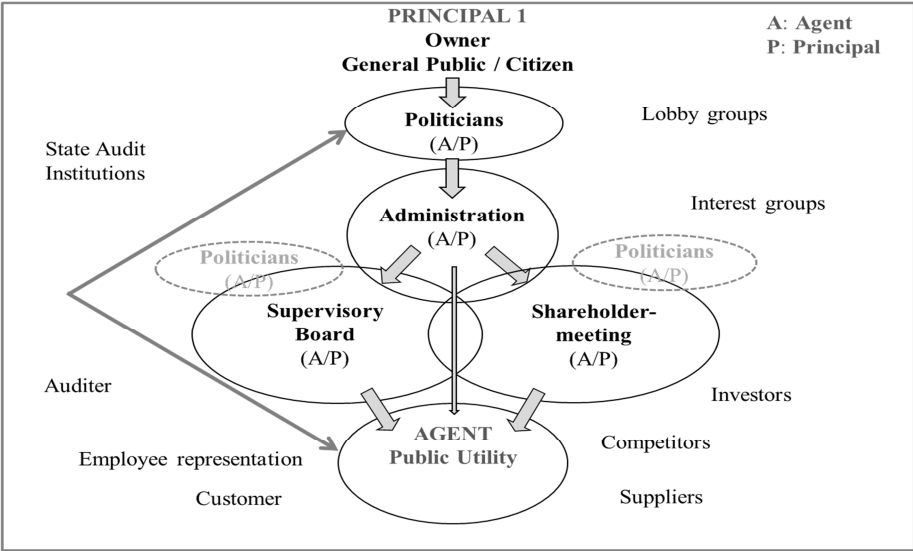 PRINCIPAL 1
Owner
General Public / Citizen
A: Agent
P: Principal
Politicians
(A/P)
Lobby groups
State Audit
Institutions
Administration
(A/P)
Interest groups
Politicians
(A/P)
Politicians
(A/P)
Supervisory
Board
(A/P)
Shareholder-
meeting
(A/P)
Auditer
Investors
AGENT
Public Utility
Competitors
Employee representation
Customer
Suppliers